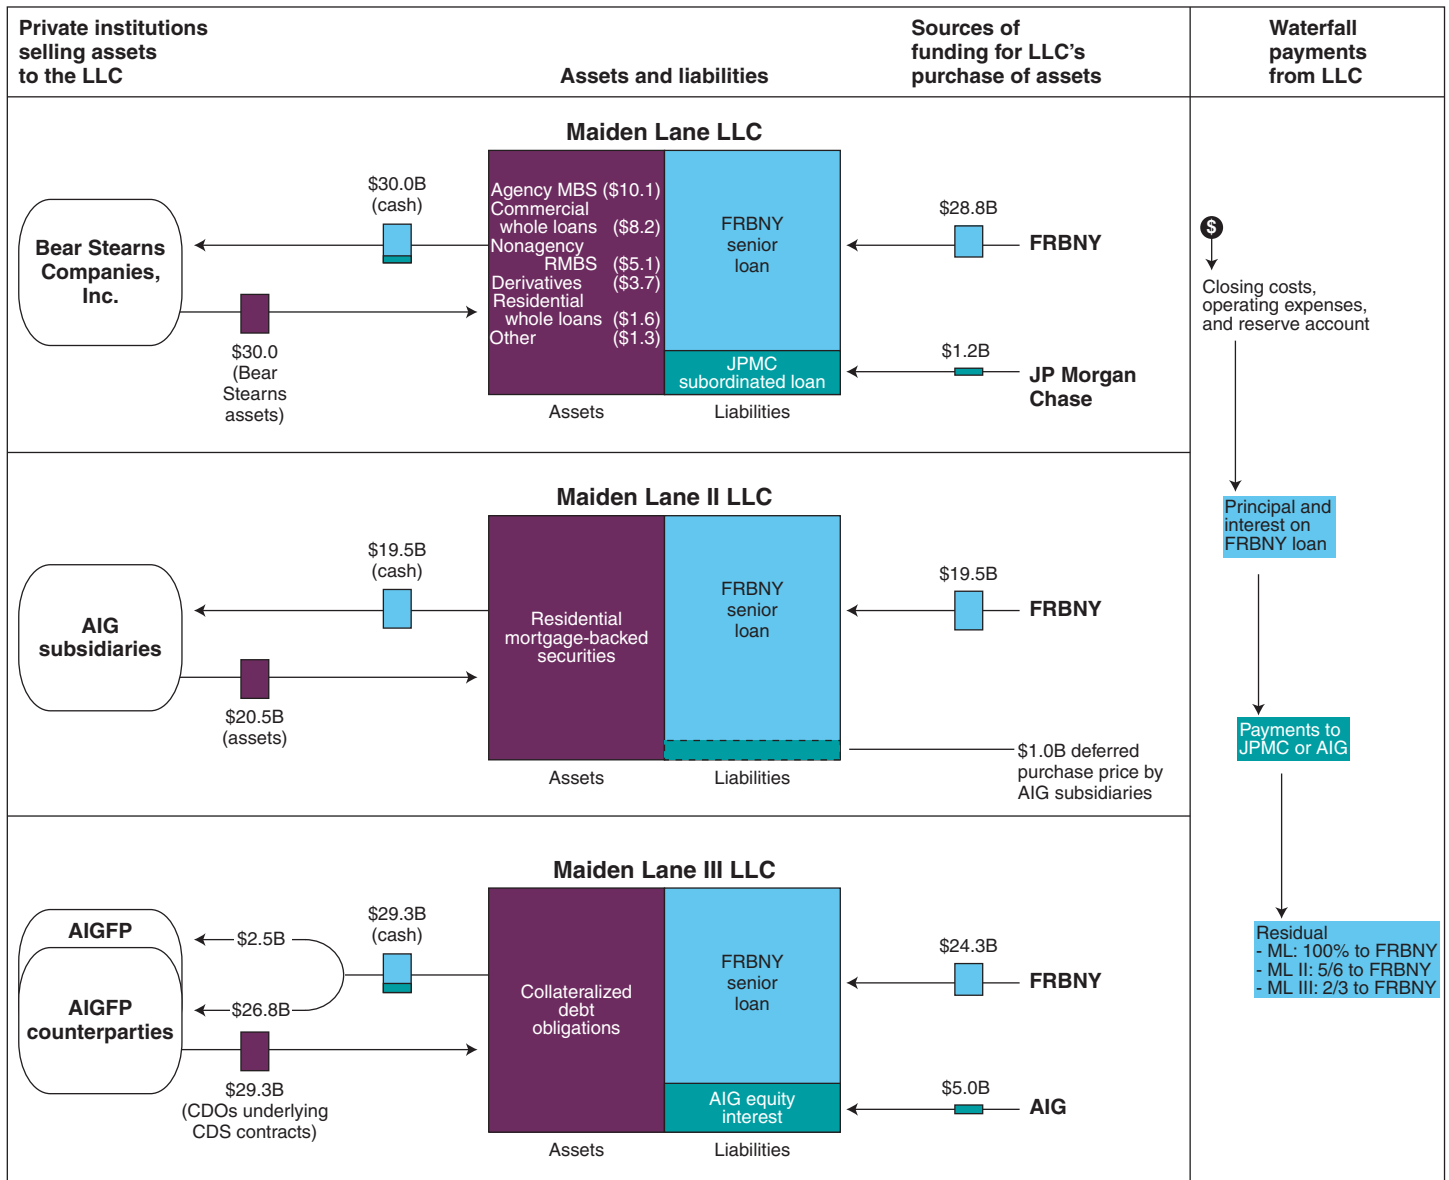 Private institutions
selling assets
to the LLC
Assets and liabilities
Sources of
funding for LLC's
purchase of assets
Waterfall
payments
from LLC
Maiden Lane LLC
Bear Stearns
Companies,
Inc.
$30.0B
(cash)
$30.0
(Bear
Stearns
assets)
Agency MBS ($10.1)
Commercial
whole loans ($8.2)
Nonagency
RMBS ($5.1)
Derivatives ($3.7)
Residential
whole loans ($1.6)
Other ($1.3)
FRBNY
senior
loan
JPMC
subordinated loan
Assets
Liabilities
$28.8B
FRBNY
$1.2B
JP Morgan
Chase
Maiden Lane II LLC
AIG
subsidiaries
$19.5B
(cash)
$20.5B
(assets)
Residential
mortgage-backed
securities
FRBNY
senior
loan
Assets
Liabilities
$19.5B
FRBNY
$1.0B deferred
purchase price by
AIG subsidiaries
Maiden Lane III LLC
AIGFP
AIGFP
counterparties
$2.5B
$26.8B
$29.3B
(cash)
$29.3B
(CDOs underlying
CDS contracts)
Collateralized
debt
obligations
FRBNY
senior
loan
AIG equity
interest
Assets
Liabilities
$24.3B
FRBNY
$5.0B
AIG
$
Closing costs,
operating expenses,
and reserve account
Principal and
interest on
FRBNY loan
Payments to
JPMC or AIG
Residual
- ML: 100% to FRBNY
- ML II: 5/6 to FRBNY
- ML III: 2/3 to FRBNY